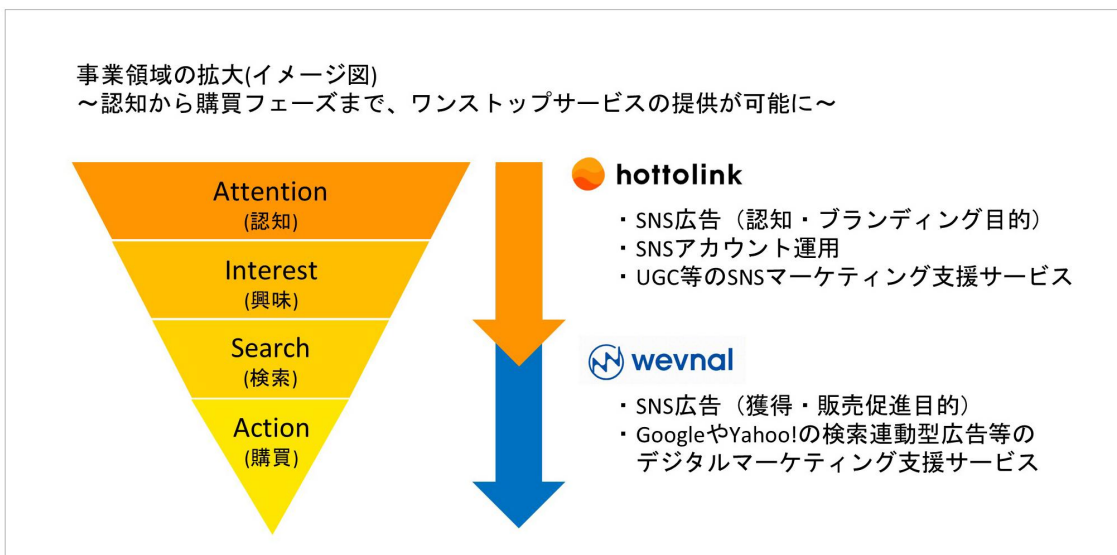 事業領域の拡大(イメージ図)
～認知から購買フェーズまで、ワンストップサービスの提供が可能に～
Attention
(認知)
Interest
(興味)
Search
(検索)
Action
(購買)
hottolink
・SNS広告（認知・ブランディング目的）
・SNSアカウント運用
・UGC等のSNSマーケティング支援サービス
wevnal
・SNS広告（獲得・販売促進目的）
・GoogleやYahoo!の検索連動型広告等の
デジタルマーケティング支援サービス